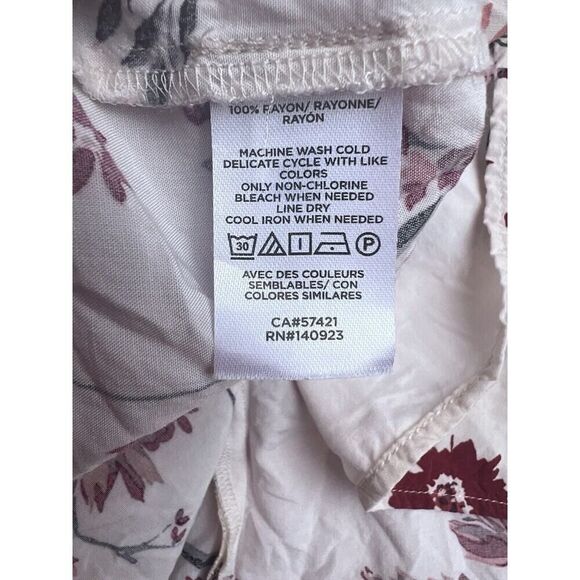 100% RAYON/ RAYONNE/
RAYÓN
MACHINE WASH COLD
DELICATE CYCLE WITH LIKE
COLORS
ONLY NON-CHLORINE
BLEACH WHEN NEEDED
LINE DRY
COOL IRON WHEN NEEDED
30 P
AVEC DES COULEURS
SEMBLABLES/ CON
COLORES SIMILARES
CA#57421
RN#140923